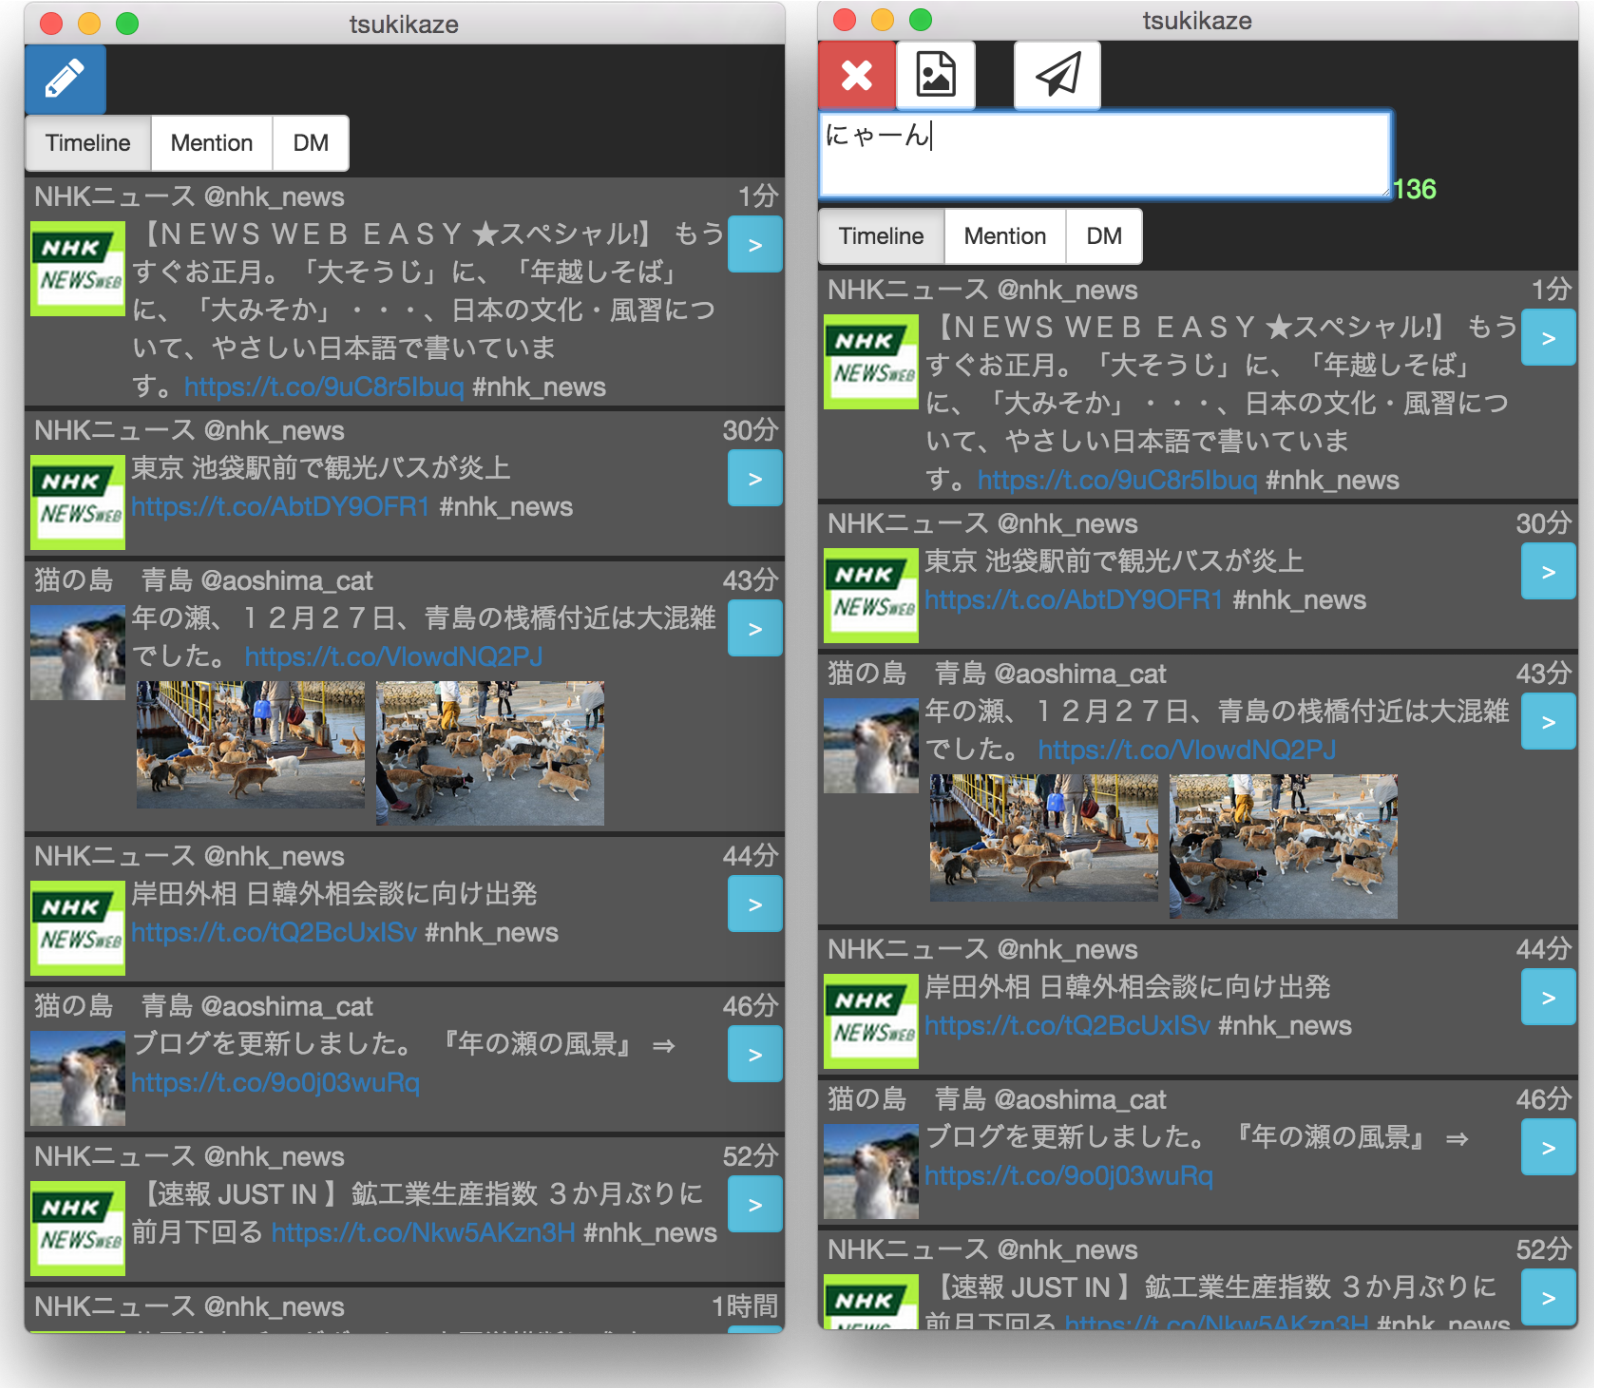 tsukikaze
Timeline Mention DM
NHKニュース @nhk_news 1分
【ＮＥＷＳ ＷＥＢ ＥＡＳＹ ★スペシャル!】 もう
すぐお正月。「大そうじ」に、「年越しそば」
に、「大みそか」・・・、日本の文化・風習につ
いて、やさしい日本語で書いていま
す。https://t.co/9uC8r5Ibuq #nhk_news
>
NHK
NEWS WEB
NHKニュース @nhk_news 30分
東京 池袋駅前で観光バスが炎上
https://t.co/AbtDY9OFR1 #nhk_news
>
NHK
NEWS WEB
猫の島　青島 @aoshima_cat 43分
年の瀬、１２月２７日、青島の桟橋付近は大混雑
でした。 https://t.co/VlowdNQ2PJ
>
NHKニュース @nhk_news 44分
岸田外相 日韓外相会談に向け出発
https://t.co/tQ2BcUxISv #nhk_news
>
NHK
NEWS WEB
猫の島　青島 @aoshima_cat 46分
ブログを更新しました。 『年の瀬の風景』 ⇒
https://t.co/9o0j03wuRq
>
NHKニュース @nhk_news 52分
【速報 JUST IN 】鉱工業生産指数 ３か月ぶりに
前月下回る https://t.co/Nkw5AKzn3H #nhk_news
>
NHK
NEWS WEB
NHKニュース @nhk_news 1時間
tsukikaze
にゃーん
136
Timeline Mention DM
NHKニュース @nhk_news 1分
【ＮＥＷＳ ＷＥＢ ＥＡＳＹ ★スペシャル!】 もう
すぐお正月。「大そうじ」に、「年越しそば」
に、「大みそか」・・・、日本の文化・風習につ
いて、やさしい日本語で書いていま
す。https://t.co/9uC8r5Ibuq #nhk_news
>
NHK
NEWS WEB
NHKニュース @nhk_news 30分
東京 池袋駅前で観光バスが炎上
https://t.co/AbtDY9OFR1 #nhk_news
>
NHK
NEWS WEB
猫の島　青島 @aoshima_cat 43分
年の瀬、１２月２７日、青島の桟橋付近は大混雑
でした。 https://t.co/VlowdNQ2PJ
>
NHKニュース @nhk_news 44分
岸田外相 日韓外相会談に向け出発
https://t.co/tQ2BcUxISv #nhk_news
>
NHK
NEWS WEB
猫の島　青島 @aoshima_cat 46分
ブログを更新しました。 『年の瀬の風景』 ⇒
https://t.co/9o0j03wuRq
>
NHKニュース @nhk_news 52分
【速報 JUST IN 】鉱工業生産指数 ３か月ぶりに
前月下回る https://t.co/Nkw5AKzn3H #nhk_news
>
NHK
NEWS WEB